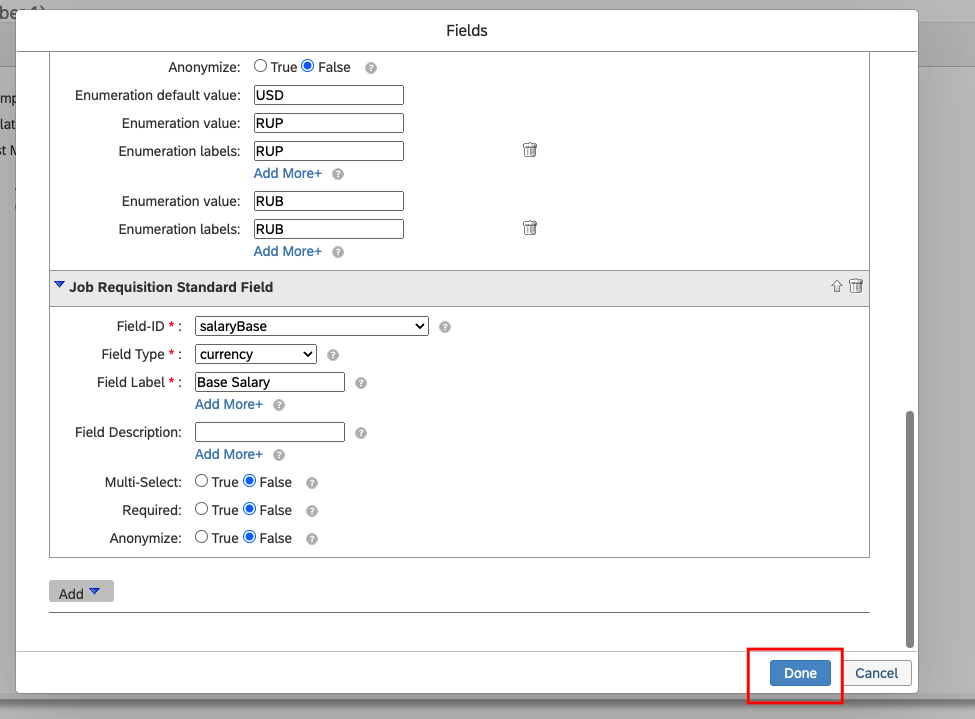 Fields
Anonymize: True False
Enumeration default value: USD
Enumeration value: RUP
Enumeration labels: RUP
Add More+
Enumeration value: RUB
Enumeration labels: RUB
Add More+
Job Requisition Standard Field
Field-ID * : salaryBase
Field Type * : currency
Field Label * : Base Salary
Add More+
Field Description:
Add More+
Multi-Select: True False
Required: True False
Anonymize: True False
Add
Done Cancel